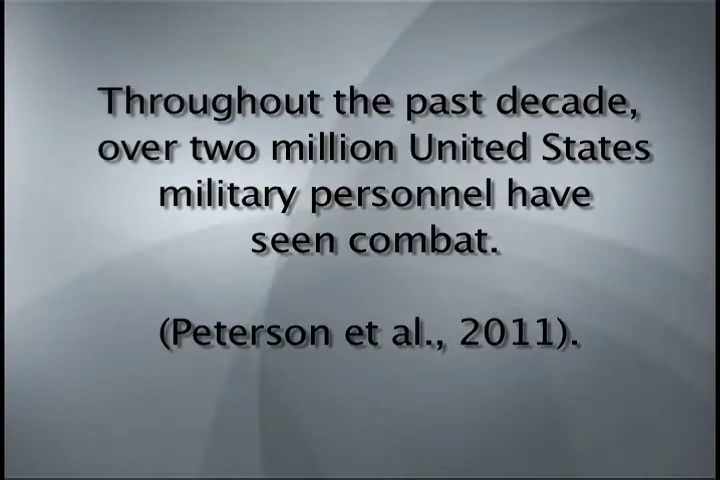 Throughout the past decade,
over two million United States
military personnel have
seen combat.
(Peterson et al., 2011).